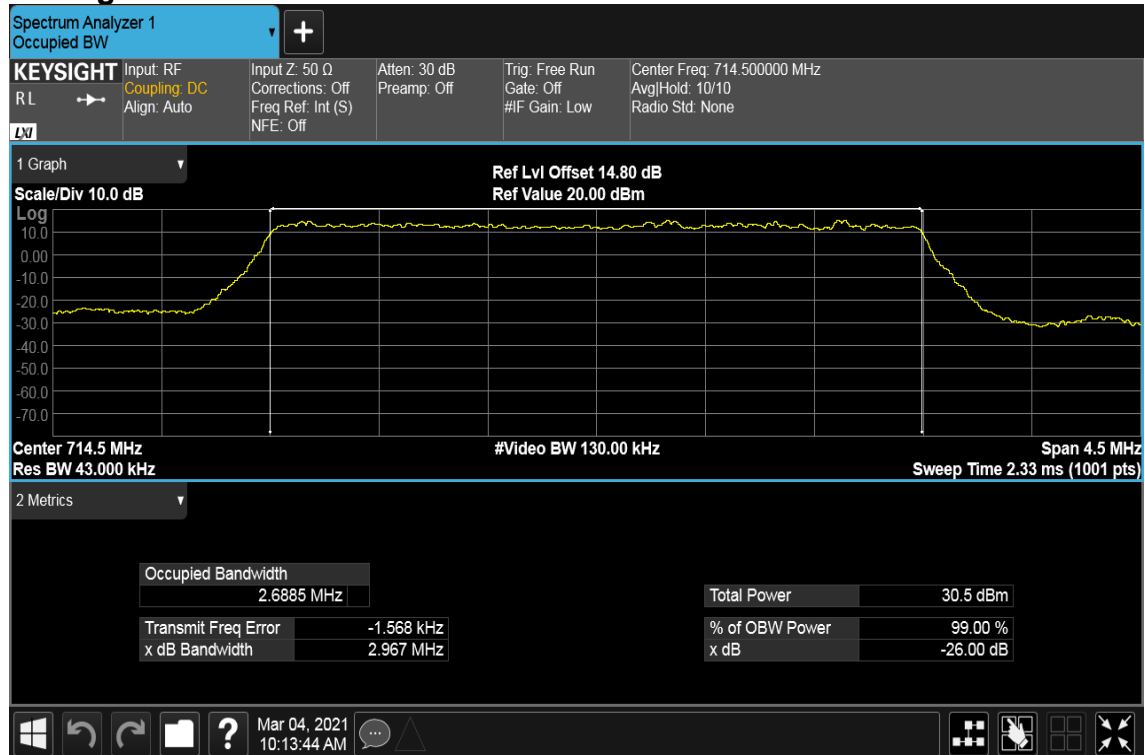 Spectrum Analyzer 1
Occupied BW
KEYSIGHT
R L
LXI
Input: RF
Coupling: DC
Align: Auto
Input Z: 50 Ω
Corrections: Off
Freq Ref: Int (S)
NFE: Off
Atten: 30 dB
Preamp: Off
Trig: Free Run
Gate: Off
#IF Gain: Low
Center Freq: 714.500000 MHz
Avg|Hold: 10/10
Radio Std: None
1 Graph
Scale/Div 10.0 dB
Ref Lvl Offset 14.80 dB
Ref Value 20.00 dBm
Log
10.0
0.00
-10.0
-20.0
-30.0
-40.0
-50.0
-60.0
-70.0
Center 714.5 MHz
Res BW 43.000 kHz
#Video BW 130.00 kHz
Span 4.5 MHz
Sweep Time 2.33 ms (1001 pts)
2 Metrics
Occupied Bandwidth
2.6885 MHz
Transmit Freq Error -1.568 kHz
x dB Bandwidth 2.967 MHz
Total Power 30.5 dBm
% of OBW Power 99.00 %
x dB -26.00 dB
?
Mar 04, 2021
10:13:44 AM